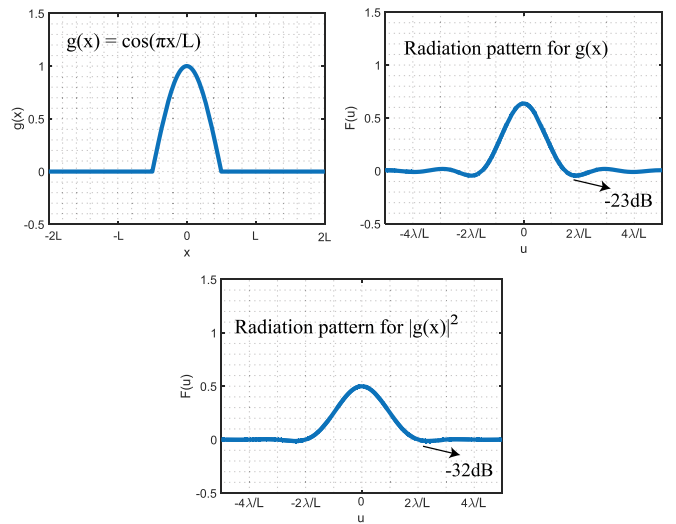 g(x) = cos(πx/L)
g(x)
1.5
1
0.5
0
-0.5
-2L
-L
0
L
2L
x
Radiation pattern for g(x)
F(u)
1.5
1
0.5
0
-0.5
-23dB
-4λ/L
-2λ/L
0
2λ/L
4λ/L
u
Radiation pattern for |g(x)|²
F(u)
1.5
1
0.5
0
-0.5
-32dB
-4λ/L
-2λ/L
0
2λ/L
4λ/L
u